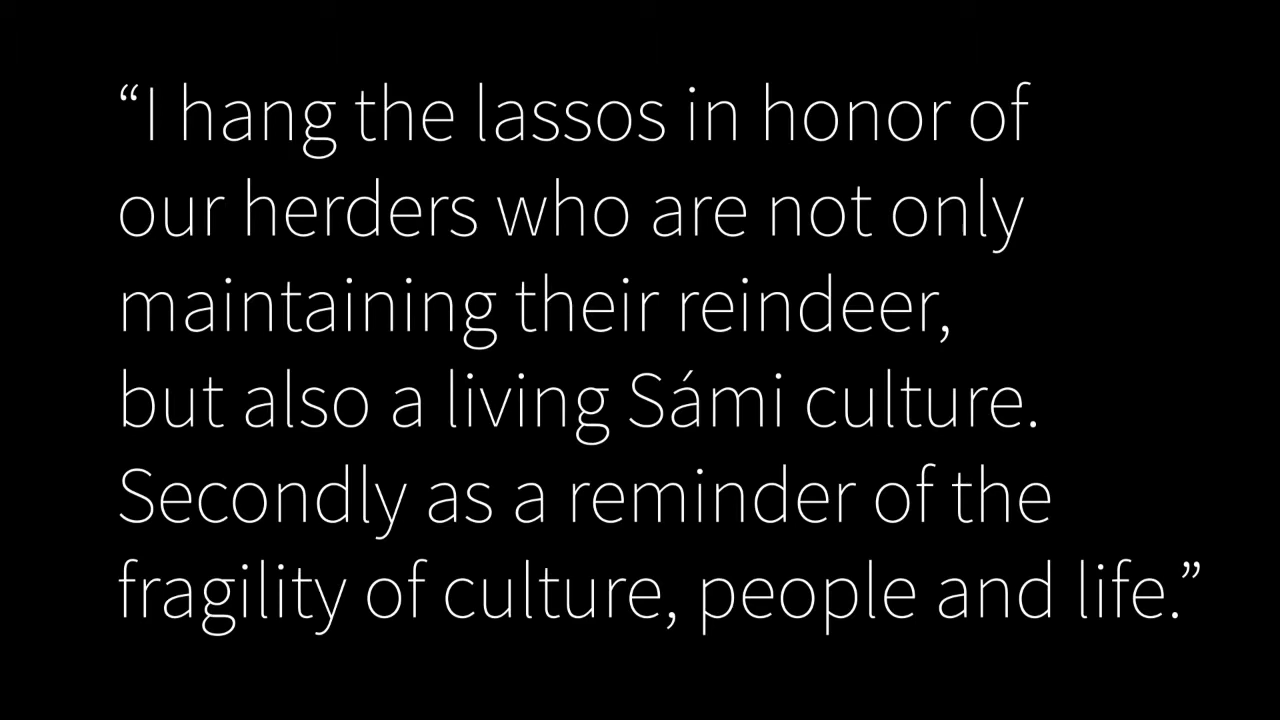 “I hang the lassos in honor of
our herders who are not only
maintaining their reindeer,
but also a living Sámi culture.
Secondly as a reminder of the
fragility of culture, people and life.”